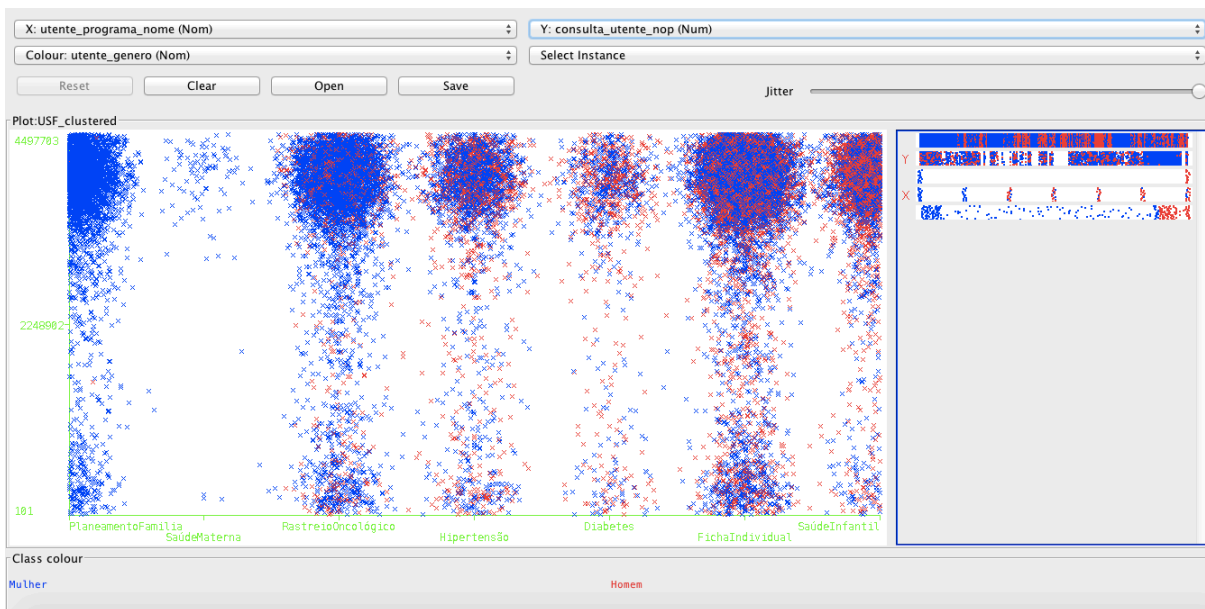 X: utente_programa_nome (Nom)
Y: consulta_utente_nop (Num)
Colour: utente_genero (Nom)
Select Instance
Reset
Clear
Open
Save
Jitter
Plot:USF_clustered
4497703
2248902
101
PlaneamentoFamilia
SaúdeMaterna
RastreioOncológico
Hipertensão
Diabetes
FichaIndividual
SaúdeInfantil
Y
X
Class colour
Mulher
Homem